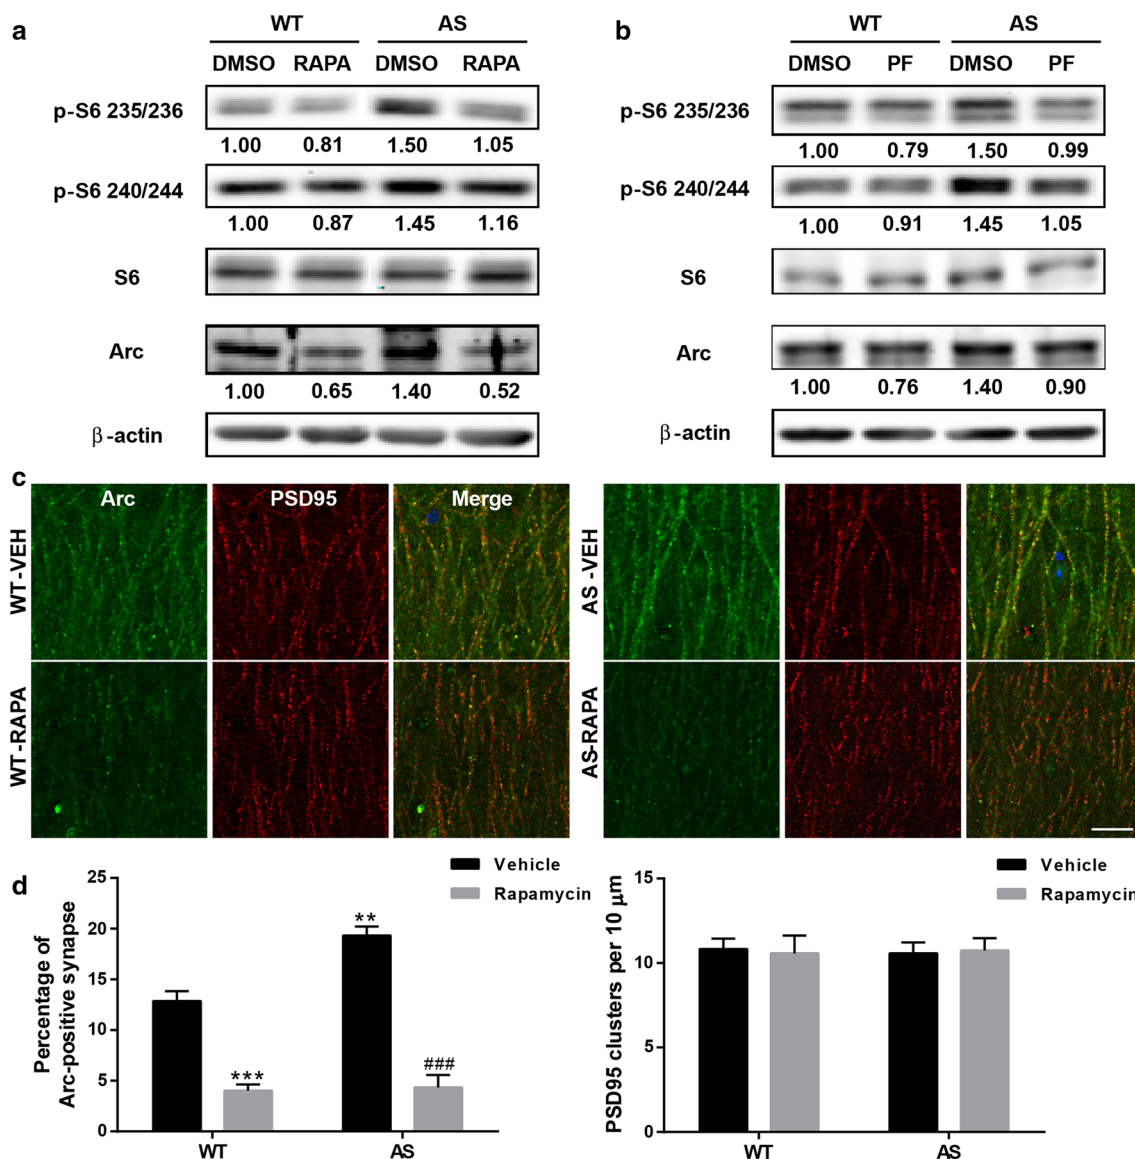 a
WT AS
DMSO RAPA DMSO RAPA
p-S6 235/236
1.00 0.81 1.50 1.05
p-S6 240/244
1.00 0.87 1.45 1.16
S6
Arc
1.00 0.65 1.40 0.52
β-actin
b
WT AS
DMSO PF DMSO PF
p-S6 235/236
1.00 0.79 1.50 0.99
p-S6 240/244
1.00 0.91 1.45 1.05
S6
Arc
1.00 0.76 1.40 0.90
β-actin
c
Arc PSD95 Merge
WT-VEH
WT-RAPA
AS-VEH
AS-RAPA
d
Percentage of
Arc-positive synapse
25
20
15
10
5
0
Vehicle
Rapamycin
***
**
###
WT AS
PSD95 clusters per 10 μm
15
10
5
0
Vehicle
Rapamycin
WT AS